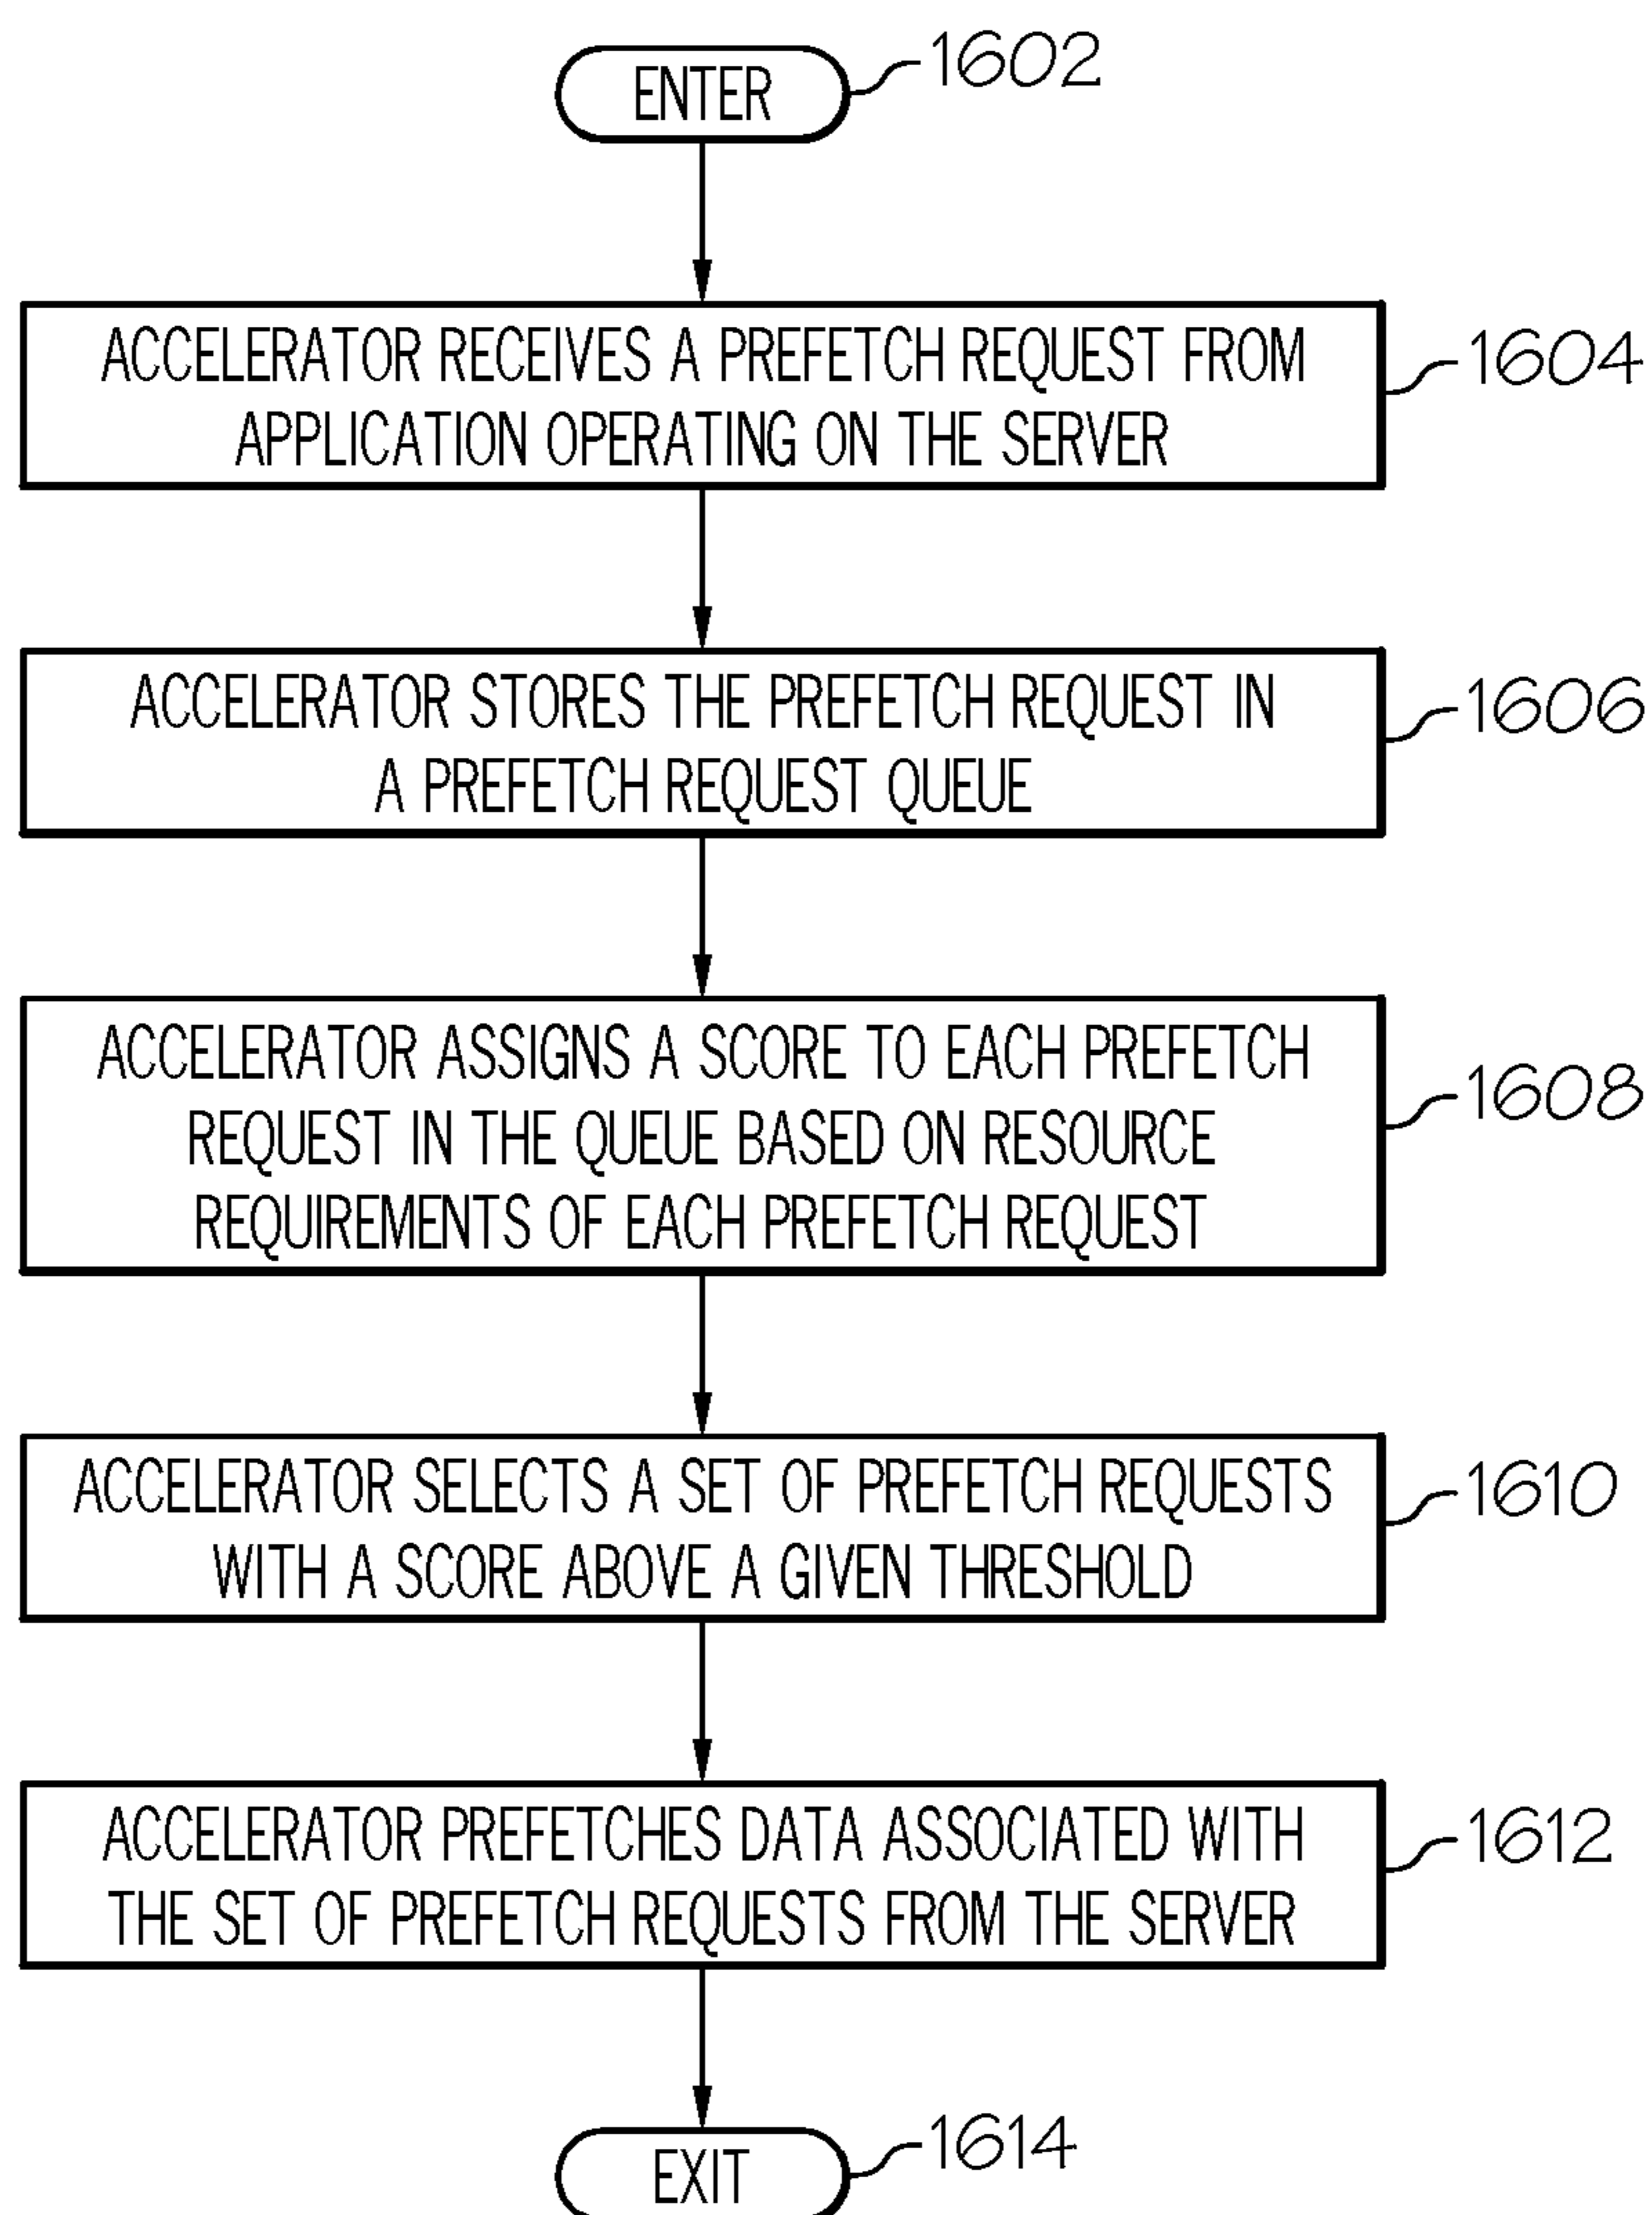 ENTER
1602
ACCELERATOR RECEIVES A PREFETCH REQUEST FROM
APPLICATION OPERATING ON THE SERVER
1604
ACCELERATOR STORES THE PREFETCH REQUEST IN
A PREFETCH REQUEST QUEUE
1606
ACCELERATOR ASSIGNS A SCORE TO EACH PREFETCH
REQUEST IN THE QUEUE BASED ON RESOURCE
REQUIREMENTS OF EACH PREFETCH REQUEST
1608
ACCELERATOR SELECTS A SET OF PREFETCH REQUESTS
WITH A SCORE ABOVE A GIVEN THRESHOLD
1610
ACCELERATOR PREFETCHES DATA ASSOCIATED WITH
THE SET OF PREFETCH REQUESTS FROM THE SERVER
1612
EXIT
1614